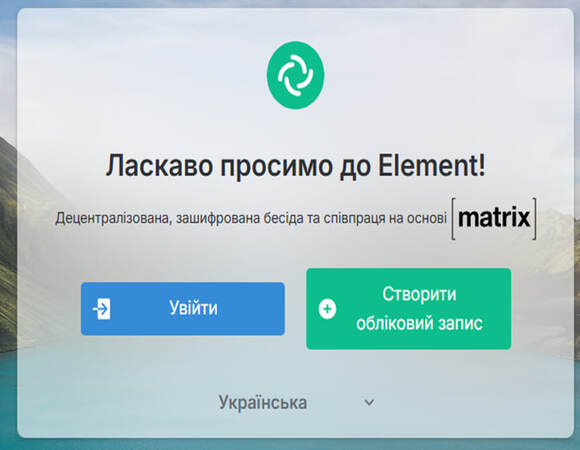 Ласкаво просимо до Element!
Децентралізована, зашифрована бесіда та співпраця на основі [matrix]
Увійти
Створити
обліковий запис
Українська